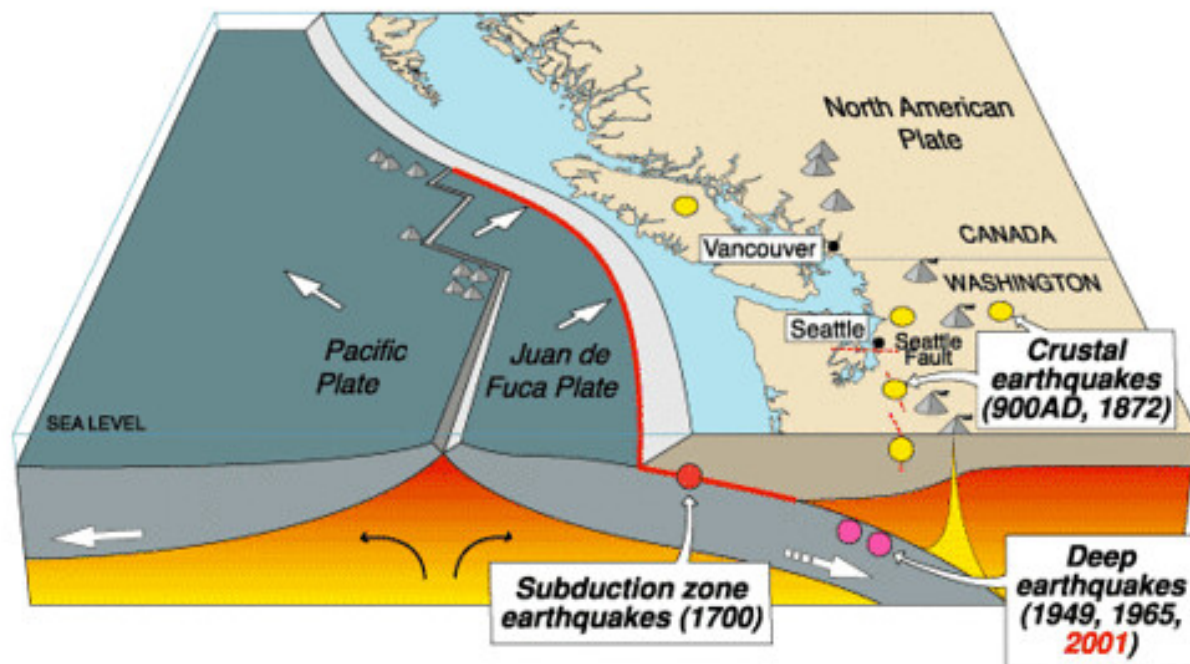 North American
Plate
CANADA
Vancouver
WASHINGTON
Seattle
Seattle
Fault
Crustal
earthquakes
(900AD, 1872)
Pacific
Plate
Juan de
Fuca Plate
SEA LEVEL
Subduction zone
earthquakes (1700)
Deep
earthquakes
(1949, 1965,
2001)